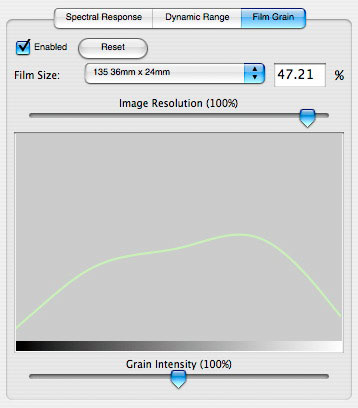 Spectral Response Dynamic Range Film Grain
Enabled Reset
Film Size: 135 36mm x 24mm 47.21 %
Image Resolution (100%)
Grain Intensity (100%)